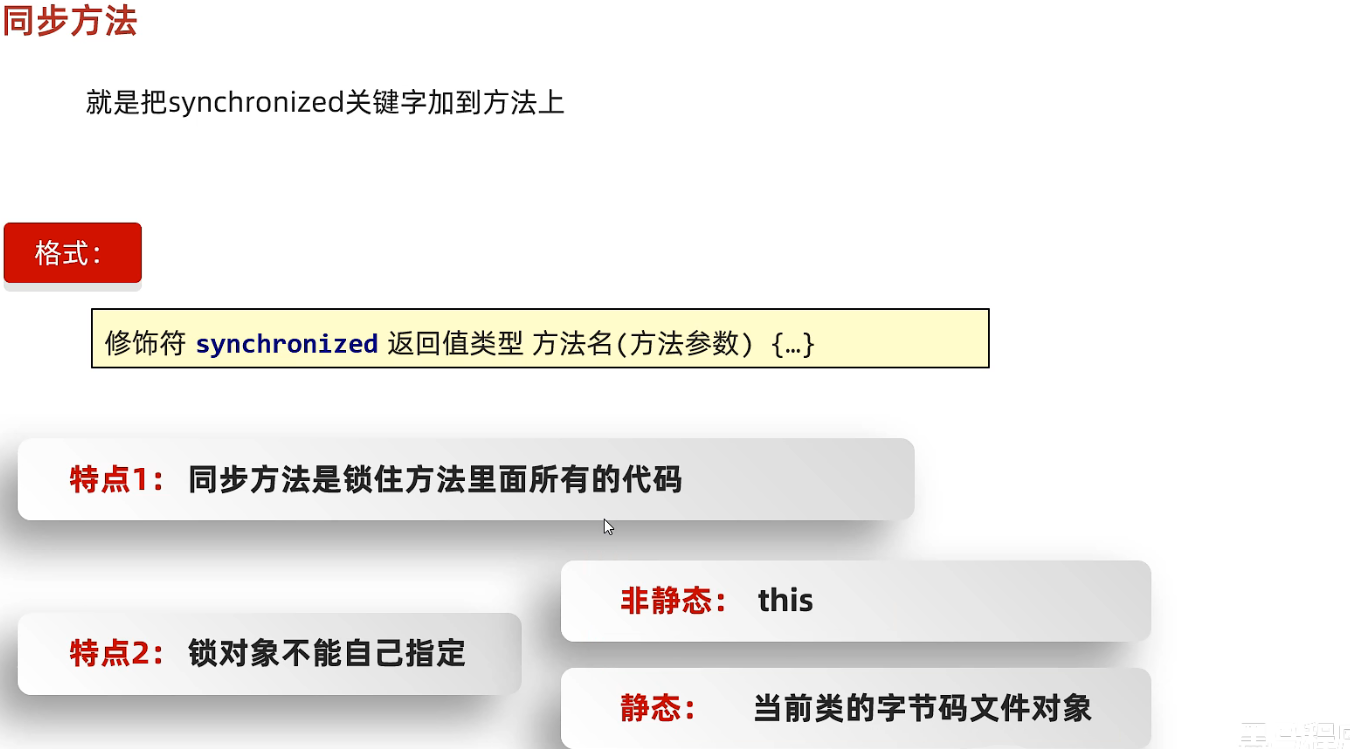 同步方法
就是把synchronized关键字加到方法上
格式：
修饰符 synchronized 返回值类型 方法名(方法参数) {…}
特点1： 同步方法是锁住方法里面所有的代码
特点2： 锁对象不能自己指定
非静态： this
静态： 当前类的字节码文件对象